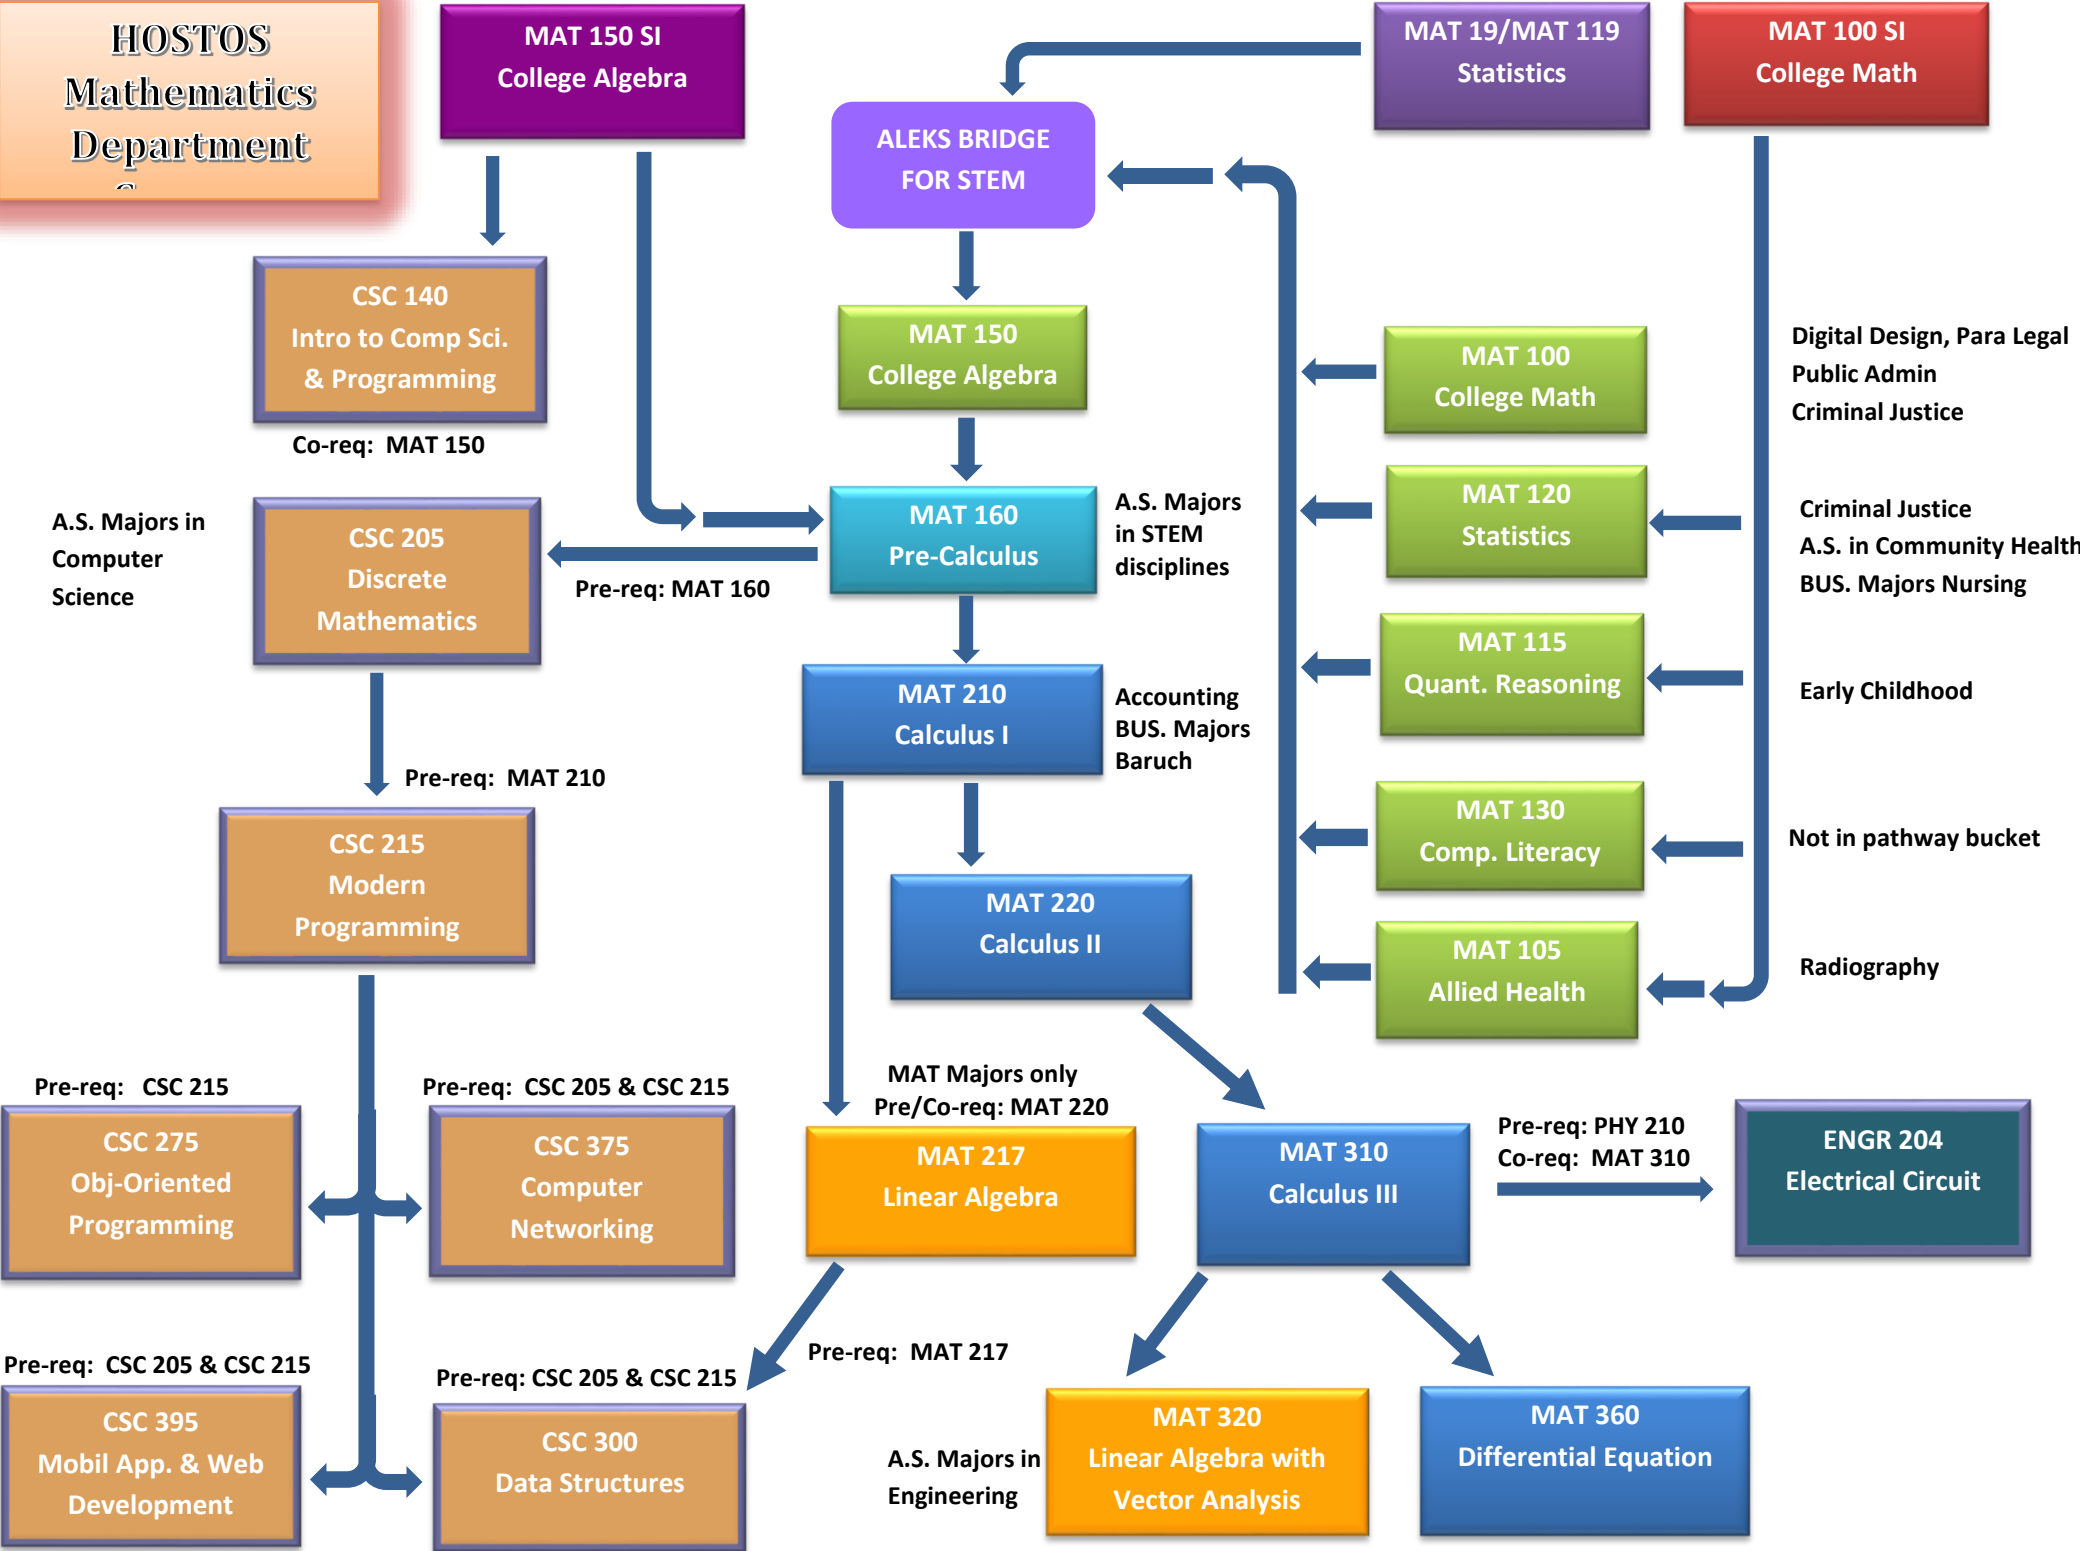 HOSTOS
Mathematics
Department
MAT 150 SI
College Algebra
MAT 19/MAT 119
Statistics
MAT 100 SI
College Math
ALEKS BRIDGE
FOR STEM
CSC 140
Intro to Comp Sci.
& Programming
Co-req:  MAT 150
MAT 150
College Algebra
MAT 100
College Math
Digital Design, Para Legal
Public Admin
Criminal Justice
A.S. Majors in
Computer
Science
CSC 205
Discrete
Mathematics
Pre-req: MAT 160
MAT 160
Pre-Calculus
A.S. Majors
in STEM
disciplines
MAT 120
Statistics
Criminal Justice
A.S. in Community Health
BUS. Majors Nursing
MAT 115
Quant. Reasoning
Early Childhood
MAT 210
Calculus I
Accounting
BUS. Majors
Baruch
Pre-req:  MAT 210
CSC 215
Modern
Programming
MAT 130
Comp. Literacy
Not in pathway bucket
MAT 220
Calculus II
MAT 105
Allied Health
Radiography
Pre-req:   CSC 215
CSC 275
Obj-Oriented
Programming
Pre-req:  CSC 205 & CSC 215
CSC 375
Computer
Networking
MAT Majors only
Pre/Co-req: MAT 220
MAT 217
Linear Algebra
MAT 310
Calculus III
Pre-req: PHY 210
Co-req:  MAT 310
ENGR 204
Electrical Circuit
Pre-req:  CSC 205 & CSC 215
CSC 395
Mobil App. & Web
Development
Pre-req: CSC 205 & CSC 215
CSC 300
Data Structures
Pre-req:  MAT 217
A.S. Majors in
Engineering
MAT 320
Linear Algebra with
Vector Analysis
MAT 360
Differential Equation